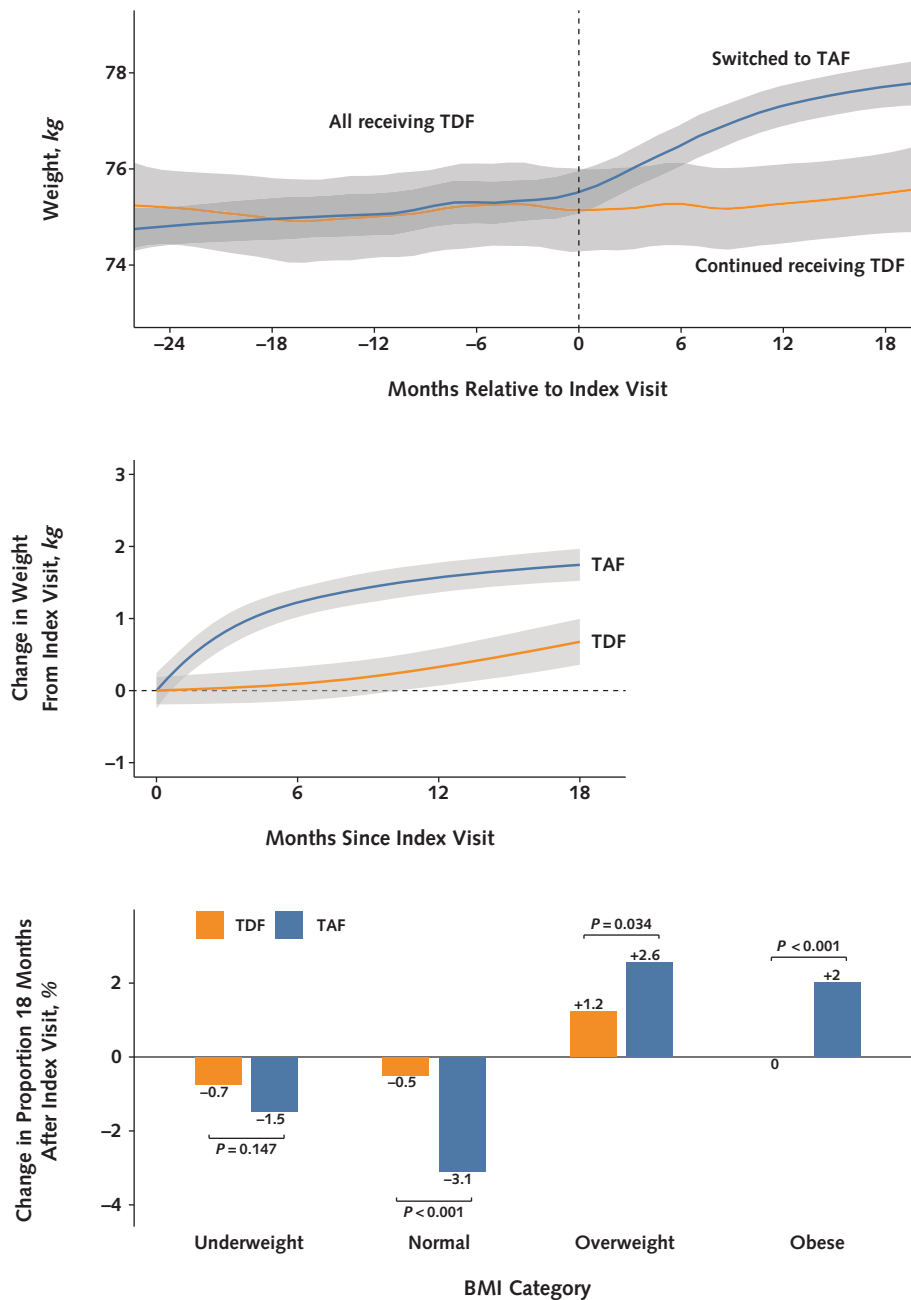 78
76
74
Weight, kg
All receiving TDF
Switched to TAF
Continued receiving TDF
−24
−18
−12
−6
0
6
12
18
Months Relative to Index Visit
3
2
1
0
−1
Change in Weight
From Index Visit, kg
TAF
TDF
0
6
12
18
Months Since Index Visit
2
0
−2
−4
Change in Proportion 18 Months
After Index Visit, %
TDF
TAF
−0.7
−1.5
P = 0.147
−0.5
−3.1
P < 0.001
P = 0.034
+1.2
+2.6
P < 0.001
+2
0
Underweight
Normal
Overweight
Obese
BMI Category